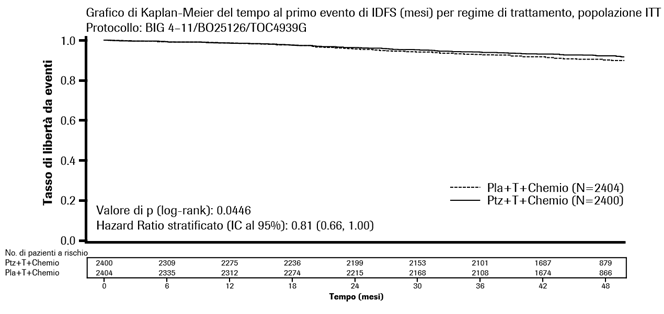 Grafico di Kaplan-Meier del tempo al primo evento di IDFS (mesi) per regime di trattamento, popolazione ITT
Protocollo: BIG 4–11/BO25126/TOC4939G
Tasso di libertà da eventi
1.0
0.8
0.6
0.4
0.2
0.0
Pla+T+Chemio (N=2404)
Ptz+T+Chemio (N=2400)
Valore di p (log-rank): 0.0446
Hazard Ratio stratificato (IC al 95%): 0.81 (0.66, 1.00)
No. di pazienti a rischio
Ptz+T+Chemio 2400 2309 2275 2236 2199 2153 2101 1687 879
Pla+T+Chemio 2404 2335 2312 2274 2215 2168 2108 1674 866
0 6 12 18 24 30 36 42 48
Tempo (mesi)